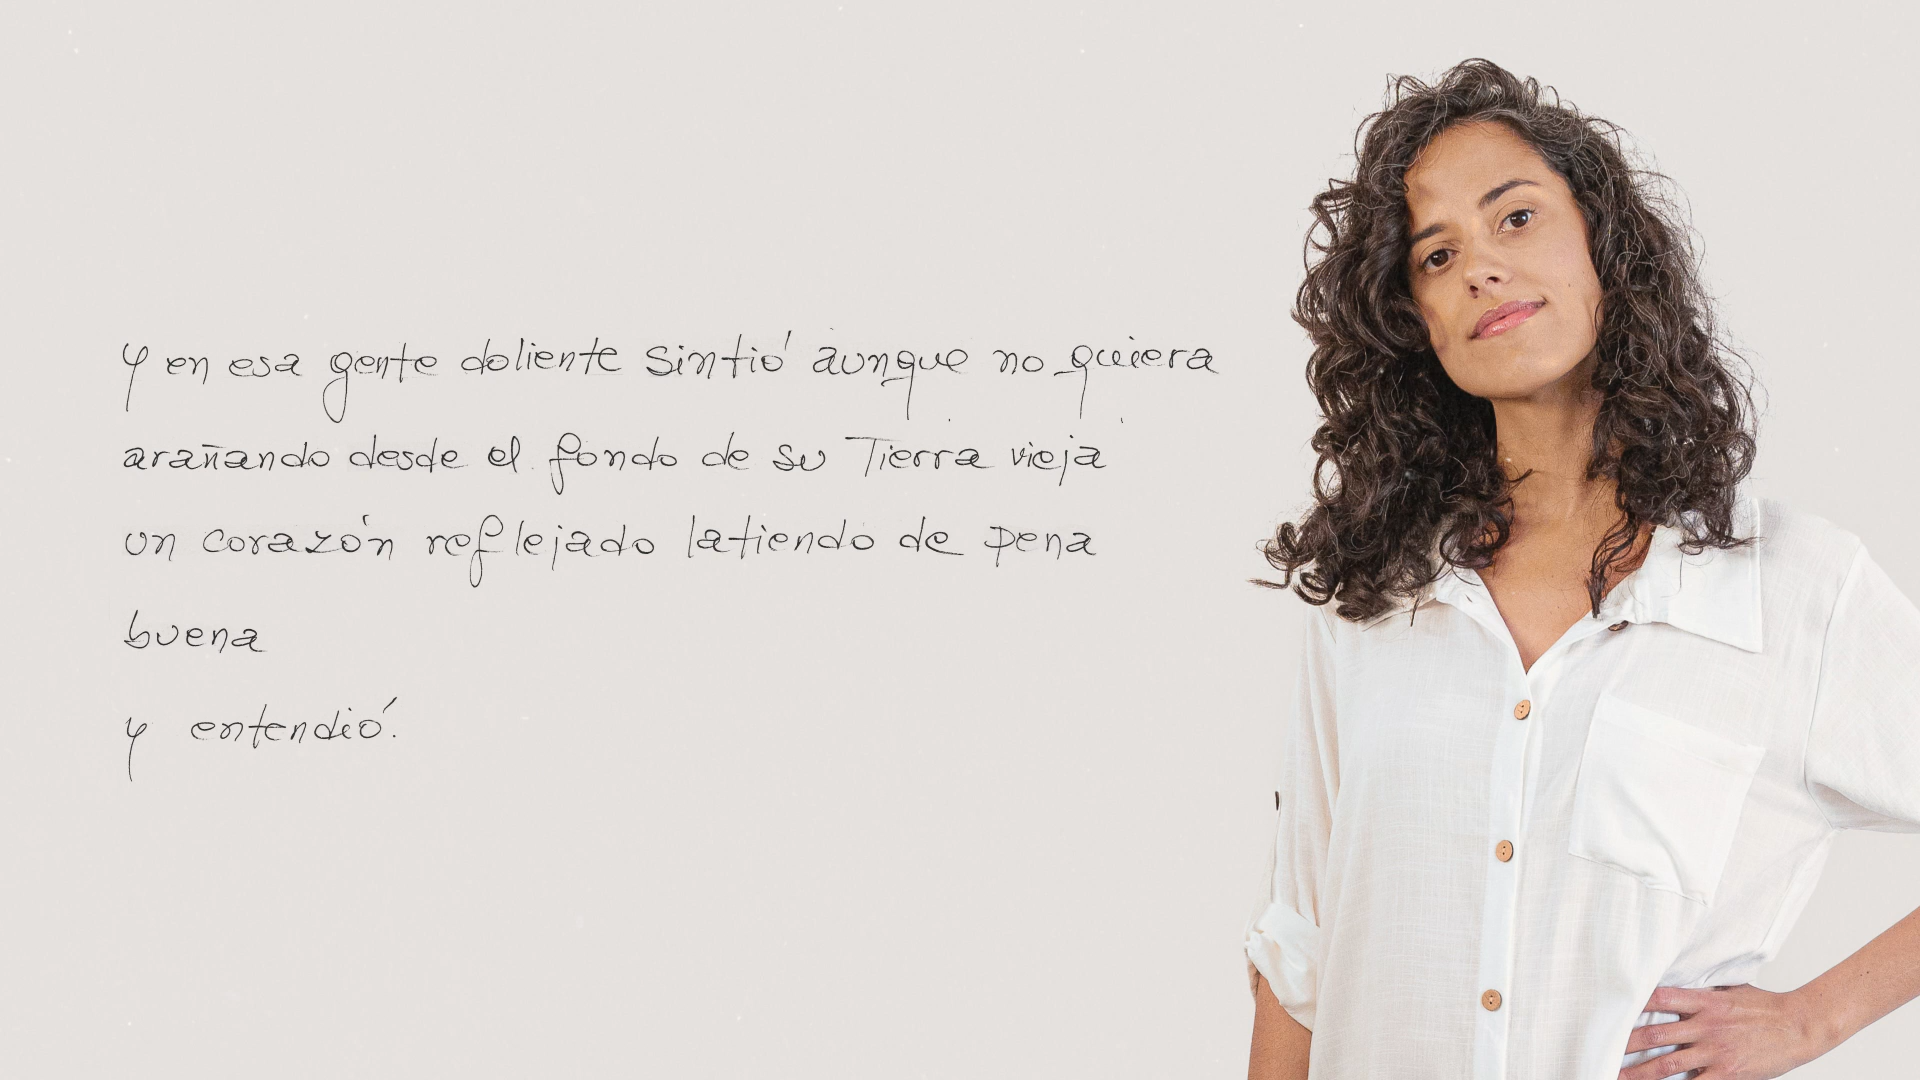 y en esa gente doliente sintió aunque no quiera
arañando desde el fondo de su Tierra vieja
un corazón reflejado latiendo de pena
buena
y entendió.